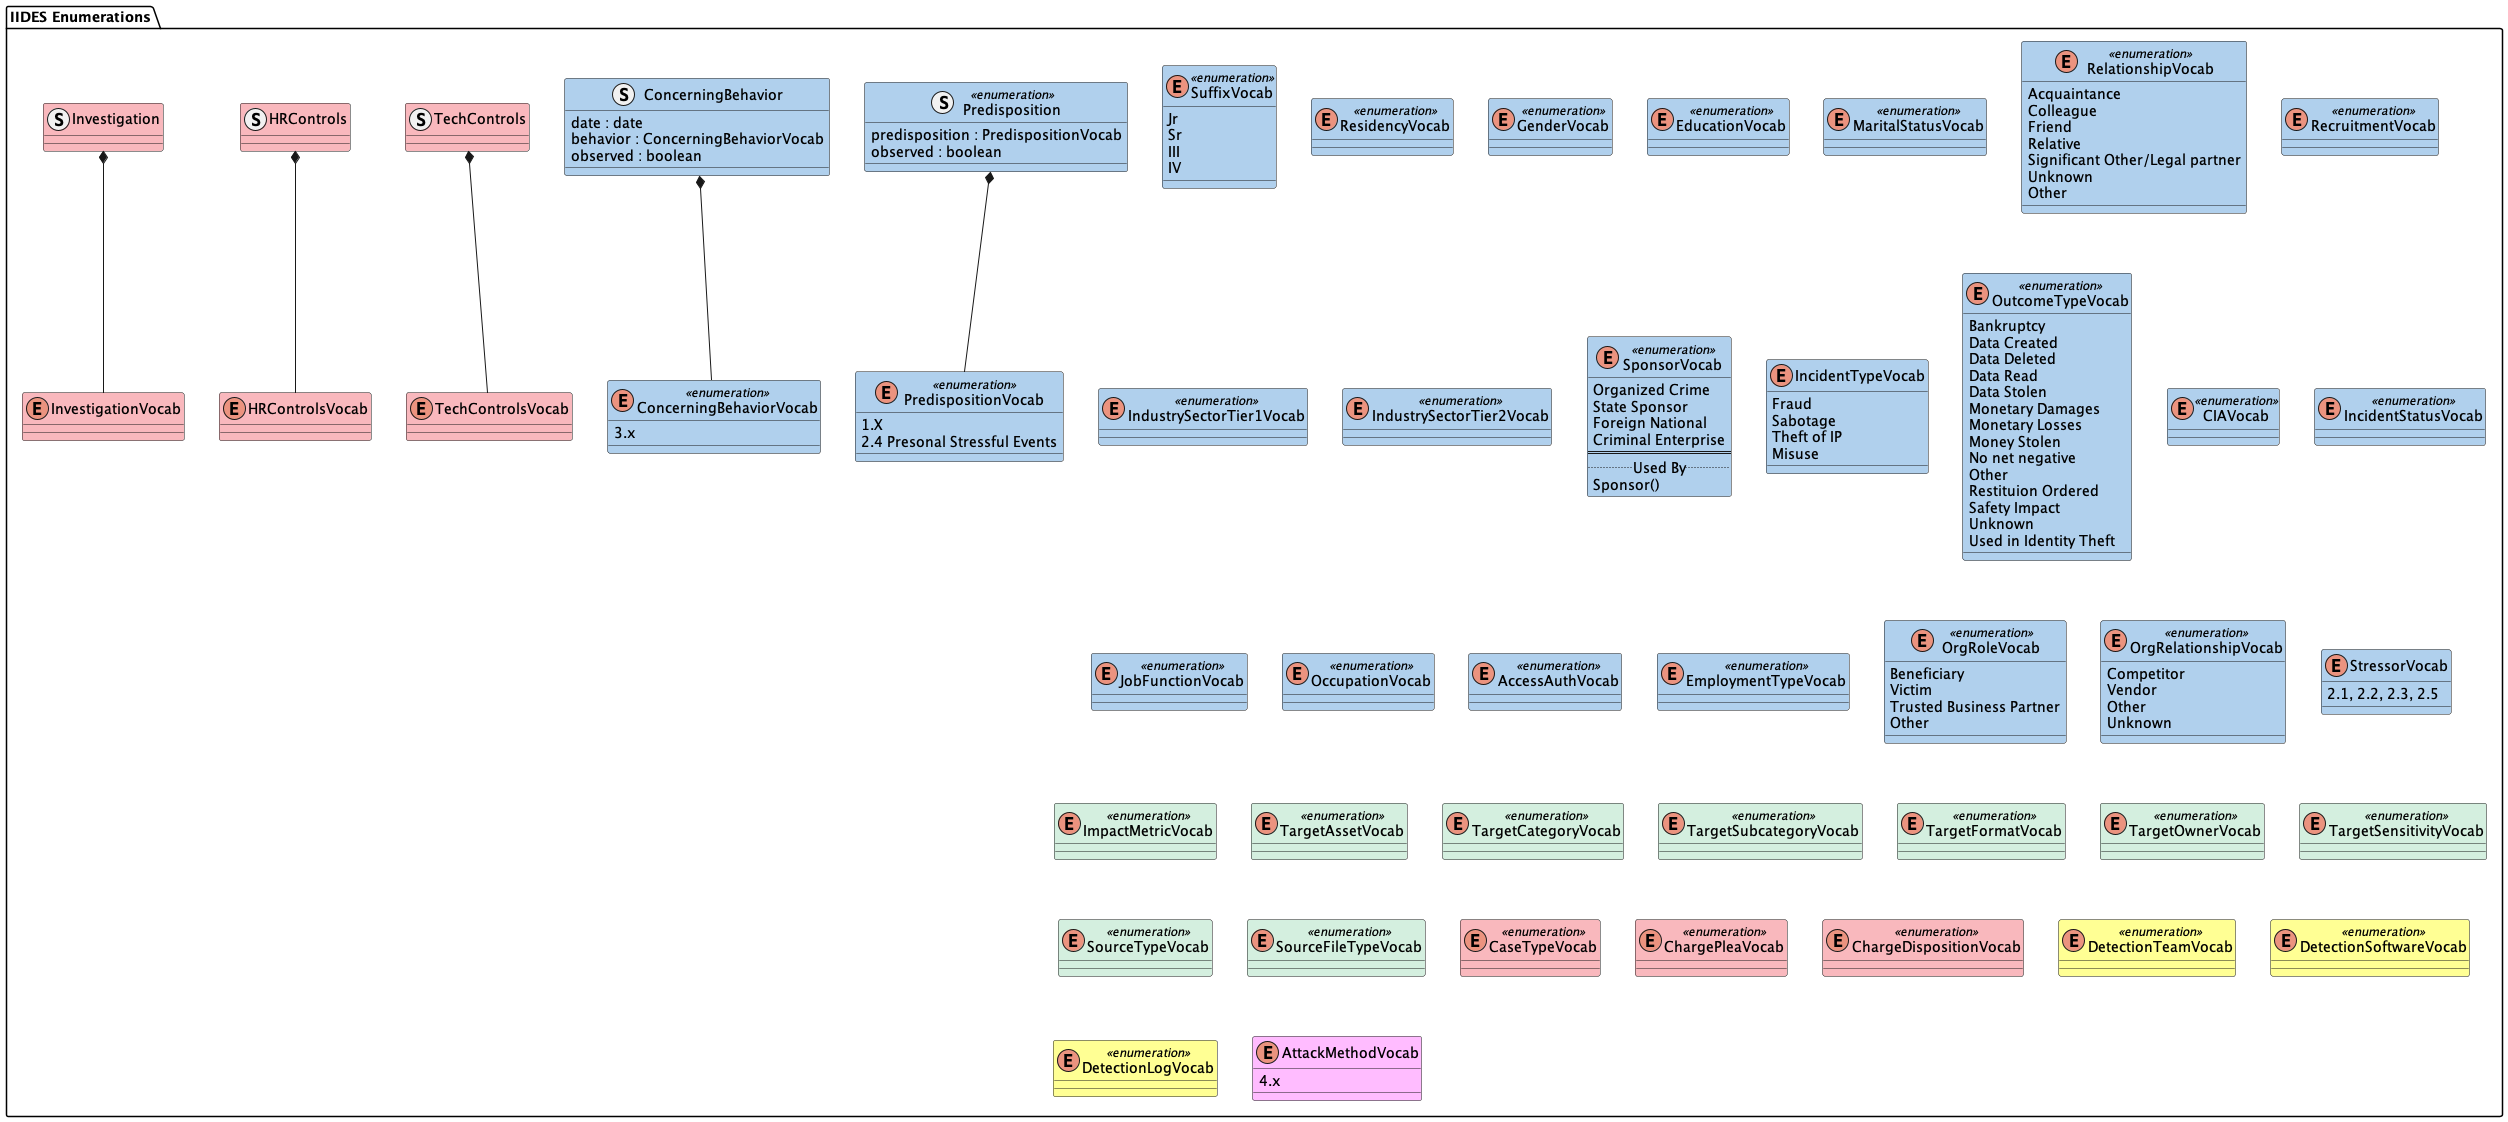 IIDES Enumerations
S Investigation
S HRControls
S TechControls
S ConcerningBehavior
date : date
behavior : ConcerningBehaviorVocab
observed : boolean
S «enumeration»
Predisposition
predisposition : PredispositionVocab
observed : boolean
E «enumeration»
SuffixVocab
Jr
Sr
III
IV
E «enumeration»
ResidencyVocab
E «enumeration»
GenderVocab
E «enumeration»
EducationVocab
E «enumeration»
MaritalStatusVocab
E «enumeration»
RelationshipVocab
Acquaintance
Colleague
Friend
Relative
Significant Other/Legal partner
Unknown
Other
E «enumeration»
RecruitmentVocab
E InvestigationVocab
E HRControlsVocab
E TechControlsVocab
E «enumeration»
ConcerningBehaviorVocab
3.x
E «enumeration»
PredispositionVocab
1.X
2.4 Presonal Stressful Events
E «enumeration»
IndustrySectorTier1Vocab
E «enumeration»
IndustrySectorTier2Vocab
E «enumeration»
SponsorVocab
Organized Crime
State Sponsor
Foreign National
Criminal Enterprise
Used By
Sponsor()
E IncidentTypeVocab
Fraud
Sabotage
Theft of IP
Misuse
E «enumeration»
OutcomeTypeVocab
Bankruptcy
Data Created
Data Deleted
Data Read
Data Stolen
Monetary Damages
Monetary Losses
Money Stolen
No net negative
Other
Restituion Ordered
Safety Impact
Unknown
Used in Identity Theft
E «enumeration»
CIAVocab
E «enumeration»
IncidentStatusVocab
E «enumeration»
JobFunctionVocab
E «enumeration»
OccupationVocab
E «enumeration»
AccessAuthVocab
E «enumeration»
EmploymentTypeVocab
E «enumeration»
OrgRoleVocab
Beneficiary
Victim
Trusted Business Partner
Other
E «enumeration»
OrgRelationshipVocab
Competitor
Vendor
Other
Unknown
E StressorVocab
2.1, 2.2, 2.3, 2.5
E «enumeration»
ImpactMetricVocab
E «enumeration»
TargetAssetVocab
E «enumeration»
TargetCategoryVocab
E «enumeration»
TargetSubcategoryVocab
E «enumeration»
TargetFormatVocab
E «enumeration»
TargetOwnerVocab
E «enumeration»
TargetSensitivityVocab
E «enumeration»
SourceTypeVocab
E «enumeration»
SourceFileTypeVocab
E «enumeration»
CaseTypeVocab
E «enumeration»
ChargePleaVocab
E «enumeration»
ChargeDispositionVocab
E «enumeration»
DetectionTeamVocab
E «enumeration»
DetectionSoftwareVocab
E «enumeration»
DetectionLogVocab
E AttackMethodVocab
4.x